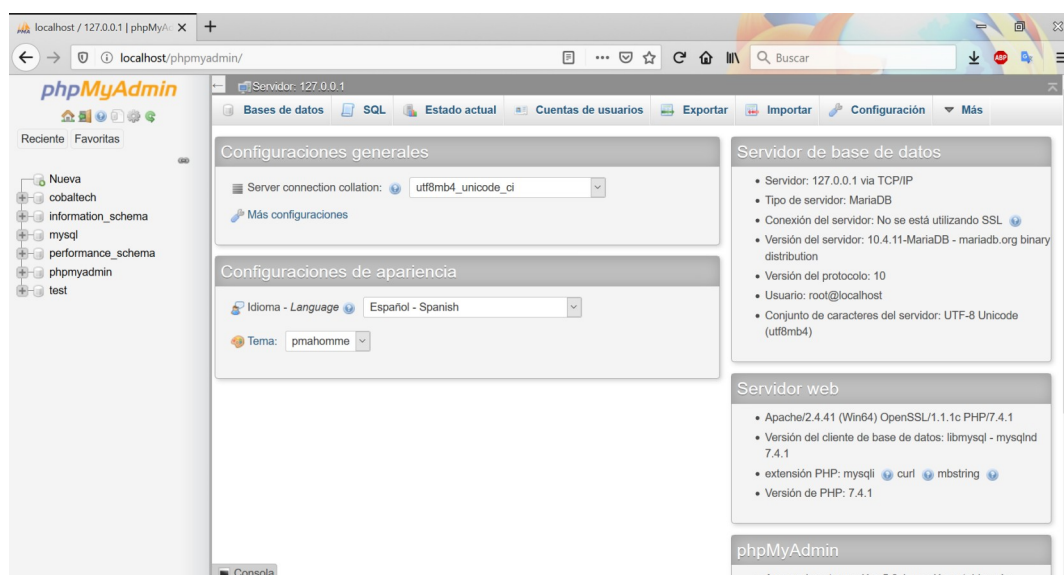 localhost / 127.0.0.1 | phpMyAd
localhost/phpmyadmin/
Buscar
ABP
phpMyAdmin
Reciente Favoritas
Nueva
cobaltech
information_schema
mysql
performance_schema
phpmyadmin
test
Servidor: 127.0.0.1
Bases de datos SQL Estado actual Cuentas de usuarios Exportar Importar Configuración Más
Configuraciones generales
Server connection collation: utf8mb4_unicode_ci
Más configuraciones
Configuraciones de apariencia
Idioma - Language Español - Spanish
Tema: pmahomme
Consola
Servidor de base de datos
Servidor: 127.0.0.1 via TCP/IP
Tipo de servidor: MariaDB
Conexión del servidor: No se está utilizando SSL
Versión del servidor: 10.4.11-MariaDB - mariadb.org binary
distribution
Versión del protocolo: 10
Usuario: root@localhost
Conjunto de caracteres del servidor: UTF-8 Unicode
(utf8mb4)
Servidor web
Apache/2.4.41 (Win64) OpenSSL/1.1.1c PHP/7.4.1
Versión del cliente de base de datos: libmysql - mysqlnd
7.4.1
extensión PHP: mysqli curl mbstring
Versión de PHP: 7.4.1
phpMyAdmin